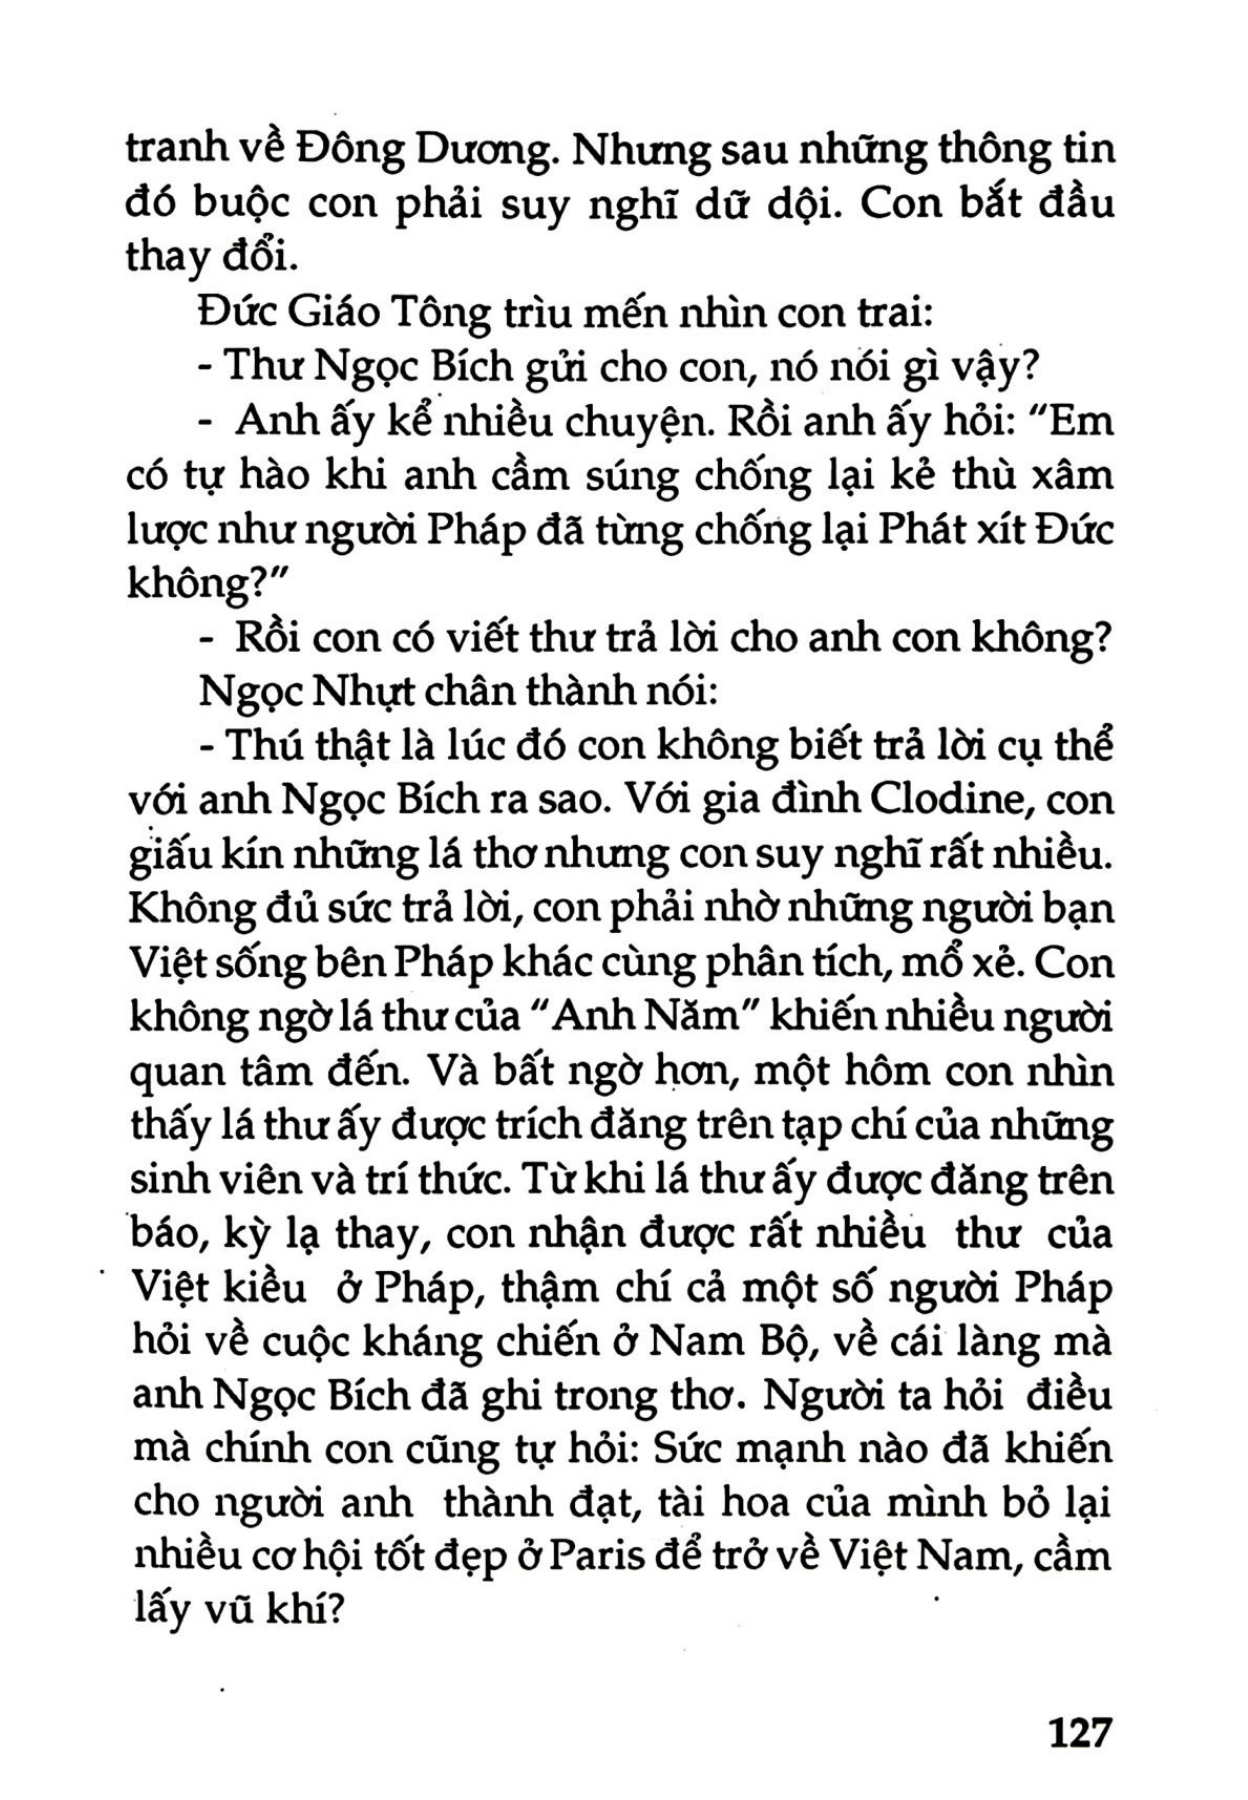 tranh về Đông Dương. Nhưng sau những thông tin
đó buộc con phải suy nghĩ dữ dội. Con bắt đầu
thay đổi.
Đức Giáo Tông trìu mến nhìn con trai:
- Thư Ngọc Bích gửi cho con, nó nói gì vậy?
- Anh ấy kể nhiều chuyện. Rồi anh ấy hỏi: "Em
có tự hào khi anh cầm súng chống lại kẻ thù xâm
lược như người Pháp đã từng chống lại Phát xít Đức
không?"
- Rồi con có viết thư trả lời cho anh con không?
Ngọc Nhựt chân thành nói:
- Thú thật là lúc đó con không biết trả lời cụ thể
với anh Ngọc Bích ra sao. Với gia đình Clodine, con
giấu kín những lá thơ nhưng con suy nghĩ rất nhiều.
Không đủ sức trả lời, con phải nhờ những người bạn
Việt sống bên Pháp khác cùng phân tích, mổ xẻ. Con
không ngờ lá thư của "Anh Năm" khiến nhiều người
quan tâm đến. Và bất ngờ hơn, một hôm con nhìn
thấy lá thư ấy được trích đăng trên tạp chí của những
sinh viên và trí thức. Từ khi lá thư ấy được đăng trên
báo, kỳ lạ thay, con nhận được rất nhiều thư của
Việt kiều ở Pháp, thậm chí cả một số người Pháp
hỏi về cuộc kháng chiến ở Nam Bộ, về cái làng mà
anh Ngọc Bích đã ghi trong thơ. Người ta hỏi điều
mà chính con cũng tự hỏi: Sức mạnh nào đã khiến
cho người anh thành đạt, tài hoa của mình bỏ lại
nhiều cơ hội tốt đẹp ở Paris để trở về Việt Nam, cầm
lấy vũ khí?
127